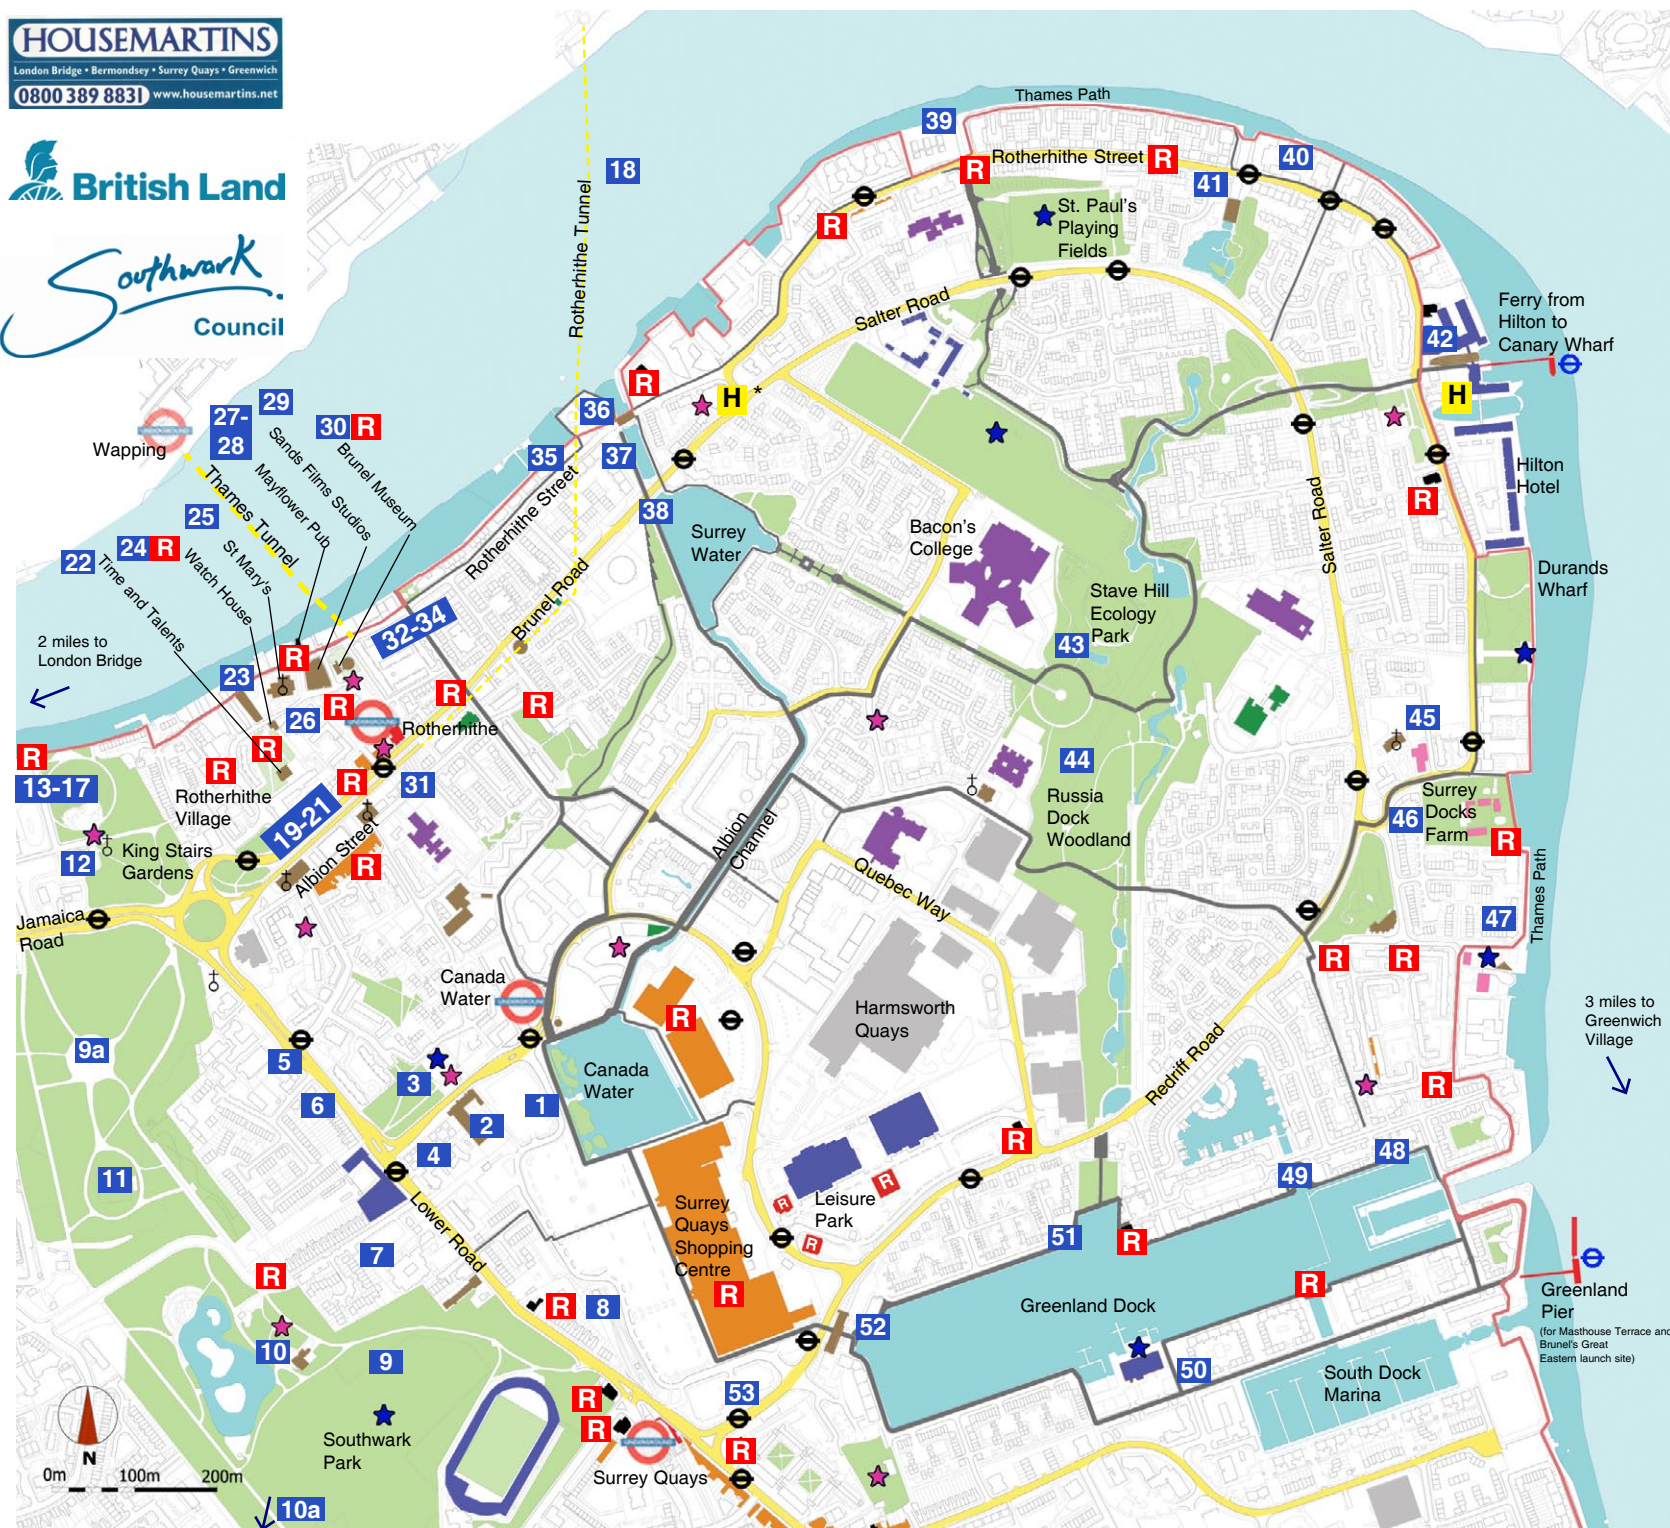 HOUSEMARTINS
London Bridge • Bermondsey • Surrey Quays • Greenwich
0800 389 8831 www.housemartins.net
British Land
Southwark
Council
Thames Path
39
Rotherhithe Street
R
R
40
41
18
Rotherhithe Tunnel
R
St. Paul's
Playing
Fields
Salter Road
Ferry from
Hilton to
Canary Wharf
42
H
R
H *
36
35
37
38
Wapping
27-
28
29
30 R
Sands Films Studios
Brunel Museum
Mayflower Pub
Thames Tunnel
25
St Mary's
24 R
Watch House
22
Time and Talents
2 miles to
London Bridge
Rotherhithe Street
Surrey
Water
Bacon's
College
Salter Road
Hilton
Hotel
R
Durands
Wharf
Stave Hill
Ecology
Park
43
Brunel Road
32-34
R
23
26
R
UNDERGROUND
Rotherhithe
R
R
R
R
R
13-17
R
31
Rotherhithe
Village
19-21
Albion Street
R
12
King Stairs
Gardens
Jamaica
Road
44
45
Russia
Dock
Woodland
Surrey
Docks
Farm
46
R
Albion
Channel
Quebec Way
Thames Path
47
R
R
Canada
Water
UNDERGROUND
R
Harmsworth
Quays
3 miles to
Greenwich
Village
9a
5
3
6
1
2
4
Canada
Water
Redriff Road
R
R
11
Lower Road
7
48
49
Surrey
Quays
Shopping
Centre
R
Leisure
Park
R
R
R
51
R
R
Greenland Dock
Greenland
Pier
(for Masthouse Terrace and
Brunel's Great
Eastern launch site)
R
R
8
52
10
9
50
South Dock
Marina
53
R
R
UNDERGROUND
Surrey Quays
R
Southwark
Park
N
0m 100m 200m
10a